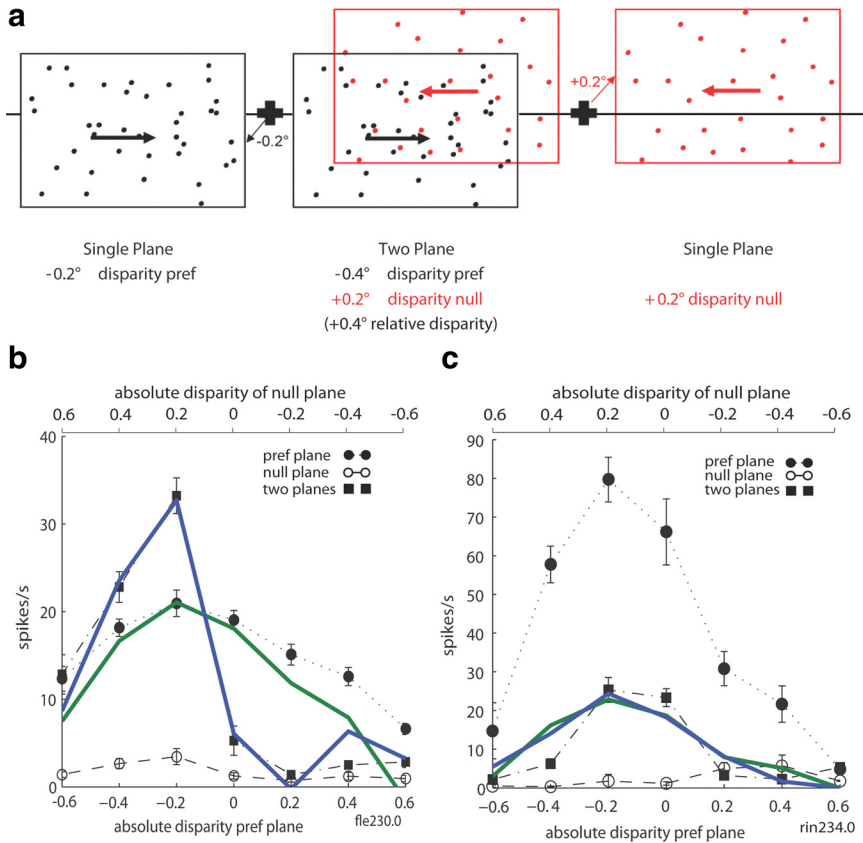 a
-0.2°
+0.2°
Single Plane
-0.2° disparity pref
Two Plane
-0.4° disparity pref
+0.2° disparity null
(+0.4° relative disparity)
Single Plane
+0.2° disparity null
b
absolute disparity of null plane
0.6 0.4 0.2 0 -0.2 -0.4 -0.6
40
30
20
10
0
spikes/s
pref plane
null plane
two planes
-0.6 -0.4 -0.2 0 0.2 0.4 0.6
absolute disparity pref plane
fle230.0
c
absolute disparity of null plane
0.6 0.4 0.2 0 -0.2 -0.4 -0.6
90
80
70
60
50
40
30
20
10
0
spikes/s
pref plane
null plane
two planes
-0.6 -0.4 -0.2 0 0.2 0.4 0.6
absolute disparity pref plane
rin234.0